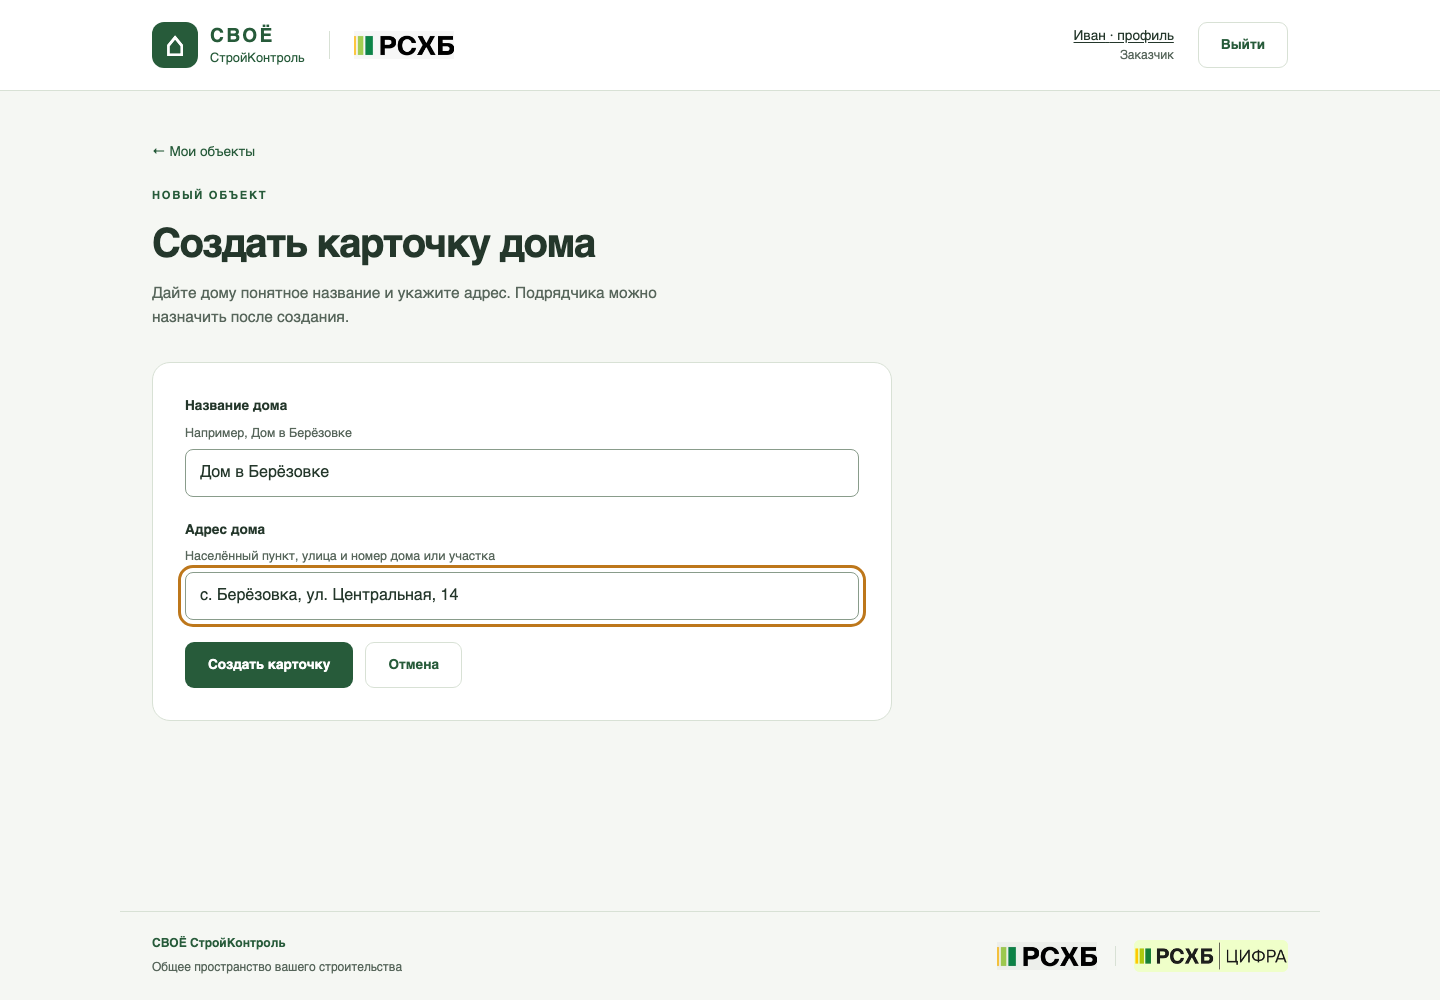 СВОЁ
СтройКонтроль
РСХБ
Иван · профиль
Заказчик
Выйти
← Мои объекты
НОВЫЙ ОБЪЕКТ
Создать карточку дома
Дайте дому понятное название и укажите адрес. Подрядчика можно
назначить после создания.
Название дома
Например, Дом в Берёзовке
Дом в Берёзовке
Адрес дома
Населённый пункт, улица и номер дома или участка
с. Берёзовка, ул. Центральная, 14
Создать карточку
Отмена
СВОЁ СтройКонтроль
Общее пространство вашего строительства
РСХБ
РСХБ ЦИФРА